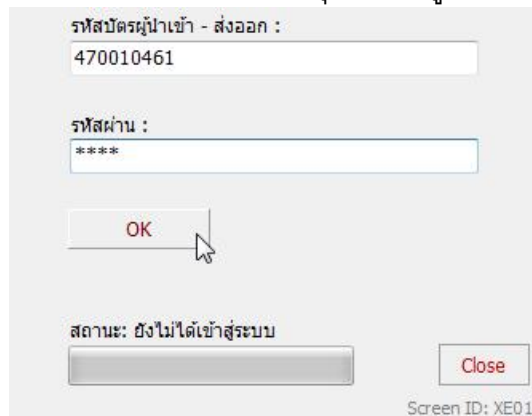 รหัสบัตรผู้นำเข้า - ส่งออก :
470010461
รหัสผ่าน :
****
OK
สถานะ: ยังไม่ได้เข้าสู่ระบบ
Close
Screen ID: XE01